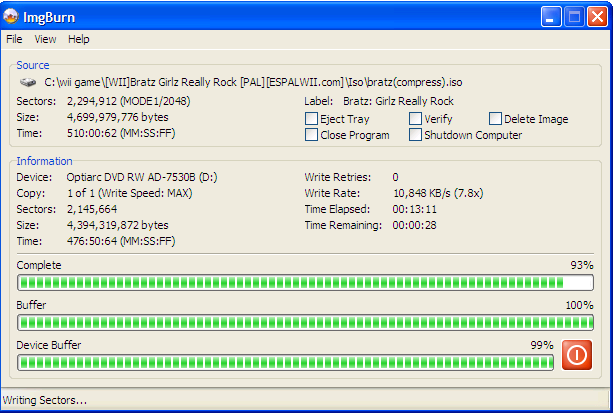 ImgBurn
File View Help
Source
C:\wii game\[WII]Bratz Girlz Really Rock [PAL][ESPALWII.com]\Iso\bratz(compress).iso
Sectors: 2,294,912 (MODE1/2048) Label: Bratz: Girlz Really Rock
Size: 4,699,979,776 bytes Eject Tray Verify Delete Image
Time: 510:00:62 (MM:SS:FF) Close Program Shutdown Computer
Information
Device: Optiarc DVD RW AD-7530B (D:) Write Retries: 0
Copy: 1 of 1 (Write Speed: MAX) Write Rate: 10,848 KB/s (7.8x)
Sectors: 2,145,664 Time Elapsed: 00:13:11
Size: 4,394,319,872 bytes Time Remaining: 00:00:28
Time: 476:50:64 (MM:SS:FF)
Complete 93%
Buffer 100%
Device Buffer 99%
Writing Sectors...